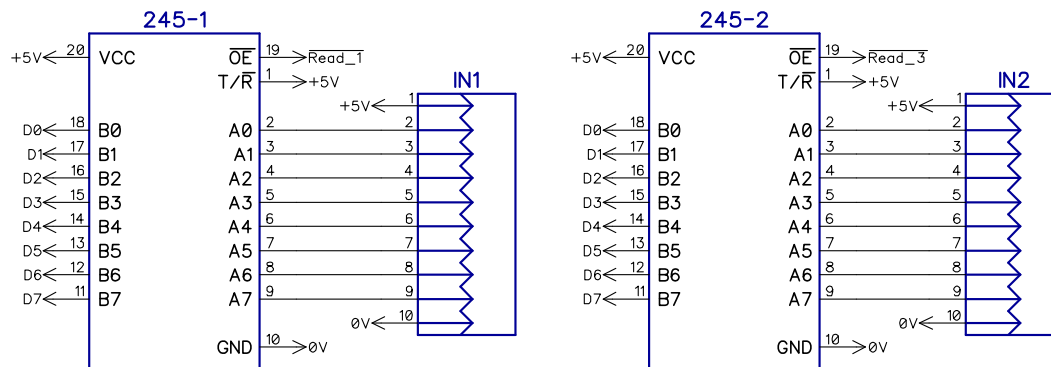 245-1 245-2
+5V 20 VCC OE 19 Read_1 +5V 20 VCC OE 19 Read_3
T/R 1 +5V IN1 T/R 1 +5V IN2
+5V 1 +5V 1
D0 18 B0 A0 2 2 D0 18 B0 A0 2 2
D1 17 B1 A1 3 3 D1 17 B1 A1 3 3
D2 16 B2 A2 4 4 D2 16 B2 A2 4 4
D3 15 B3 A3 5 5 D3 15 B3 A3 5 5
D4 14 B4 A4 6 6 D4 14 B4 A4 6 6
D5 13 B5 A5 7 7 D5 13 B5 A5 7 7
D6 12 B6 A6 8 8 D6 12 B6 A6 8 8
D7 11 B7 A7 9 9 D7 11 B7 A7 9 9
0V 10 0V 10
GND 10 0V GND 10 0V